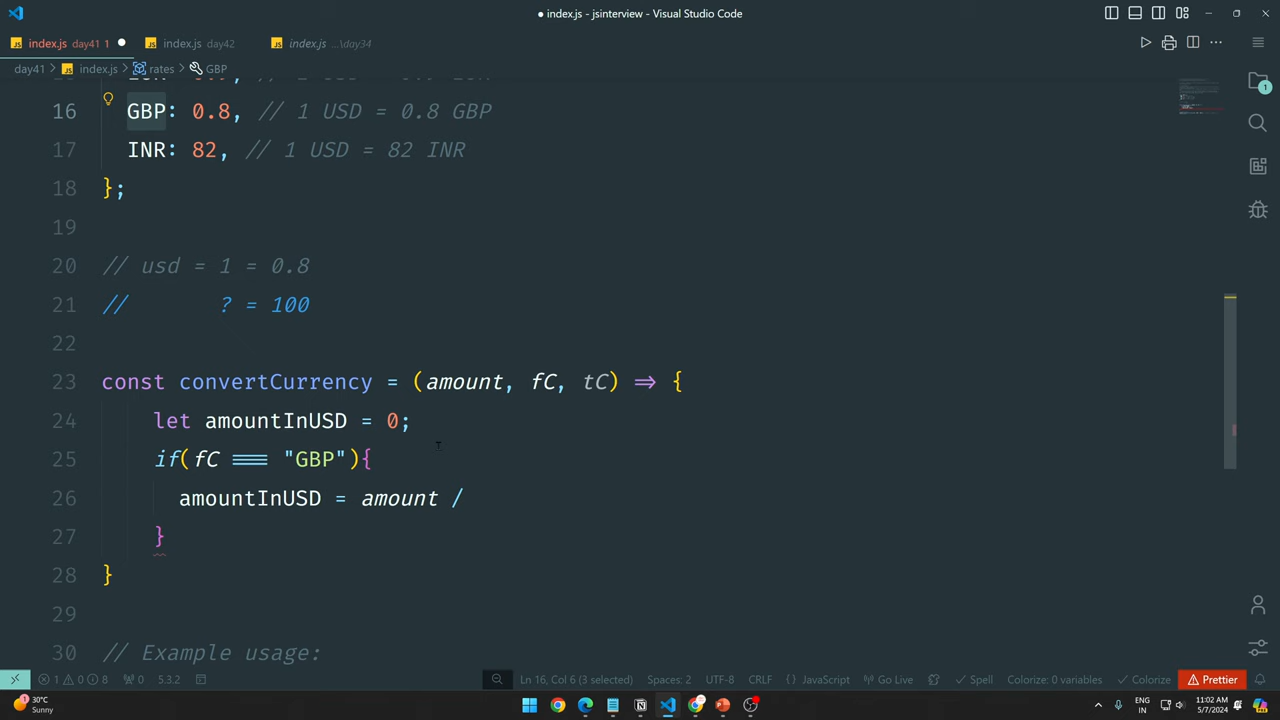 index.js - jsinterview - Visual Studio Code
index.js day41 1
index.js day42
index.js ...\day34
day41 > index.js > rates > GBP
16 GBP: 0.8, // 1 USD = 0.8 GBP
17 INR: 82, // 1 USD = 82 INR
18 };
19
20 // usd = 1 = 0.8
21 // ? = 100
22
23 const convertCurrency = (amount, fC, tC) => {
24 let amountInUSD = 0;
25 if(fC === "GBP"){
26 amountInUSD = amount /
27 }
28 }
29
30 // Example usage:
1 0 8 0 5.3.2 Ln 16, Col 6 (3 selected) Spaces: 2 UTF-8 CRLF {} JavaScript Go Live Spell Colorize: 0 variables Colorize Prettier
30°C
Sunny
ENG
IN
11:02 AM
5/7/2024